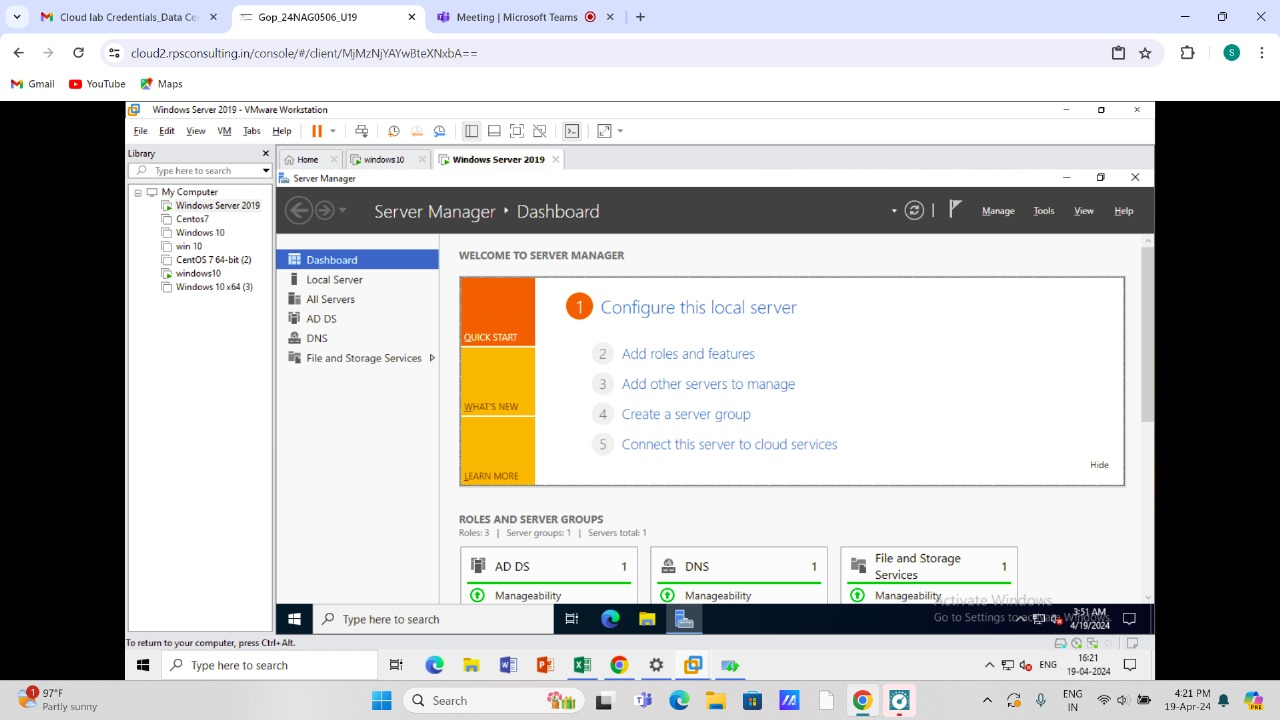 Cloud lab Credentials_Data Cer
Gop_24NAG0506_U19
Meeting | Microsoft Teams
cloud2.rpsconsulting.in/console/#/client/MjMzNjYAYwBteXNxbA==
S
Gmail
YouTube
Maps
Windows Server 2019 - VMware Workstation
File Edit View VM Tabs Help
Library
Type here to search
My Computer
Windows Server 2019
Centos7
Windows 10
win 10
CentOS 7 64-bit (2)
windows10
Windows 10 x64 (3)
Home
windows10
Windows Server 2019
Server Manager
Server Manager
Dashboard
Manage Tools View Help
Dashboard
Local Server
All Servers
AD DS
DNS
File and Storage Services
WELCOME TO SERVER MANAGER
QUICK START
WHAT'S NEW
LEARN MORE
1 Configure this local server
2 Add roles and features
3 Add other servers to manage
4 Create a server group
5 Connect this server to cloud services
Hide
ROLES AND SERVER GROUPS
Roles: 3 | Server groups: 1 | Servers total: 1
AD DS 1
Manageability
DNS 1
Manageability
File and Storage
Services
1
Manageability
Activate Windows
Go to Settings to activate Windows.
Type here to search
3:51 AM
4/19/2024
To return to your computer, press Ctrl+Alt.
Type here to search
ENG
16:21
19-04-2024
1
97°F
Partly sunny
Search
ENG
IN
4:21 PM
19-Apr-24
PRE